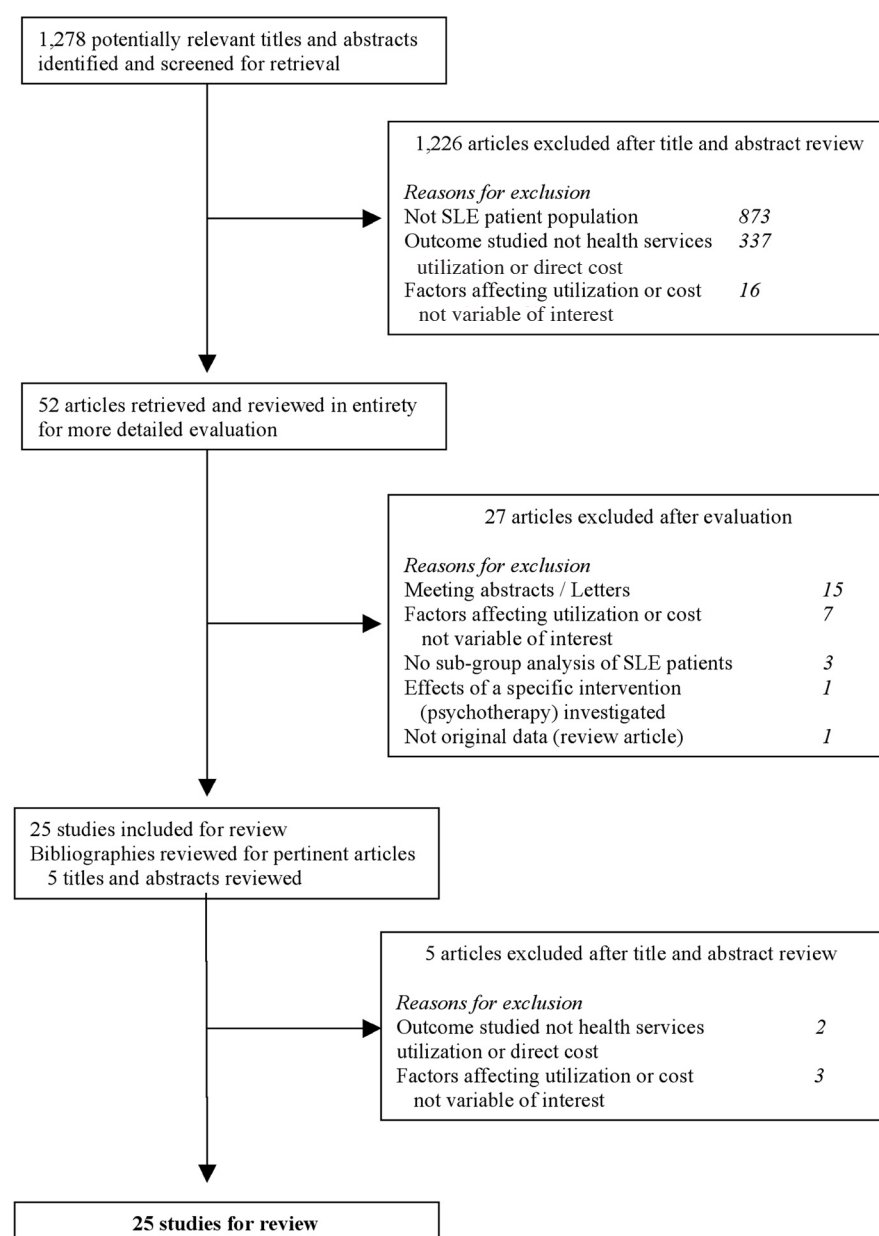 1,278 potentially relevant titles and abstracts
identified and screened for retrieval
1,226 articles excluded after title and abstract review
Reasons for exclusion
Not SLE patient population 873
Outcome studied not health services 337
utilization or direct cost
Factors affecting utilization or cost 16
not variable of interest
52 articles retrieved and reviewed in entirety
for more detailed evaluation
27 articles excluded after evaluation
Reasons for exclusion
Meeting abstracts / Letters 15
Factors affecting utilization or cost 7
not variable of interest
No sub-group analysis of SLE patients 3
Effects of a specific intervention 1
(psychotherapy) investigated
Not original data (review article) 1
25 studies included for review
Bibliographies reviewed for pertinent articles
5 titles and abstracts reviewed
5 articles excluded after title and abstract review
Reasons for exclusion
Outcome studied not health services 2
utilization or direct cost
Factors affecting utilization or cost 3
not variable of interest
25 studies for review